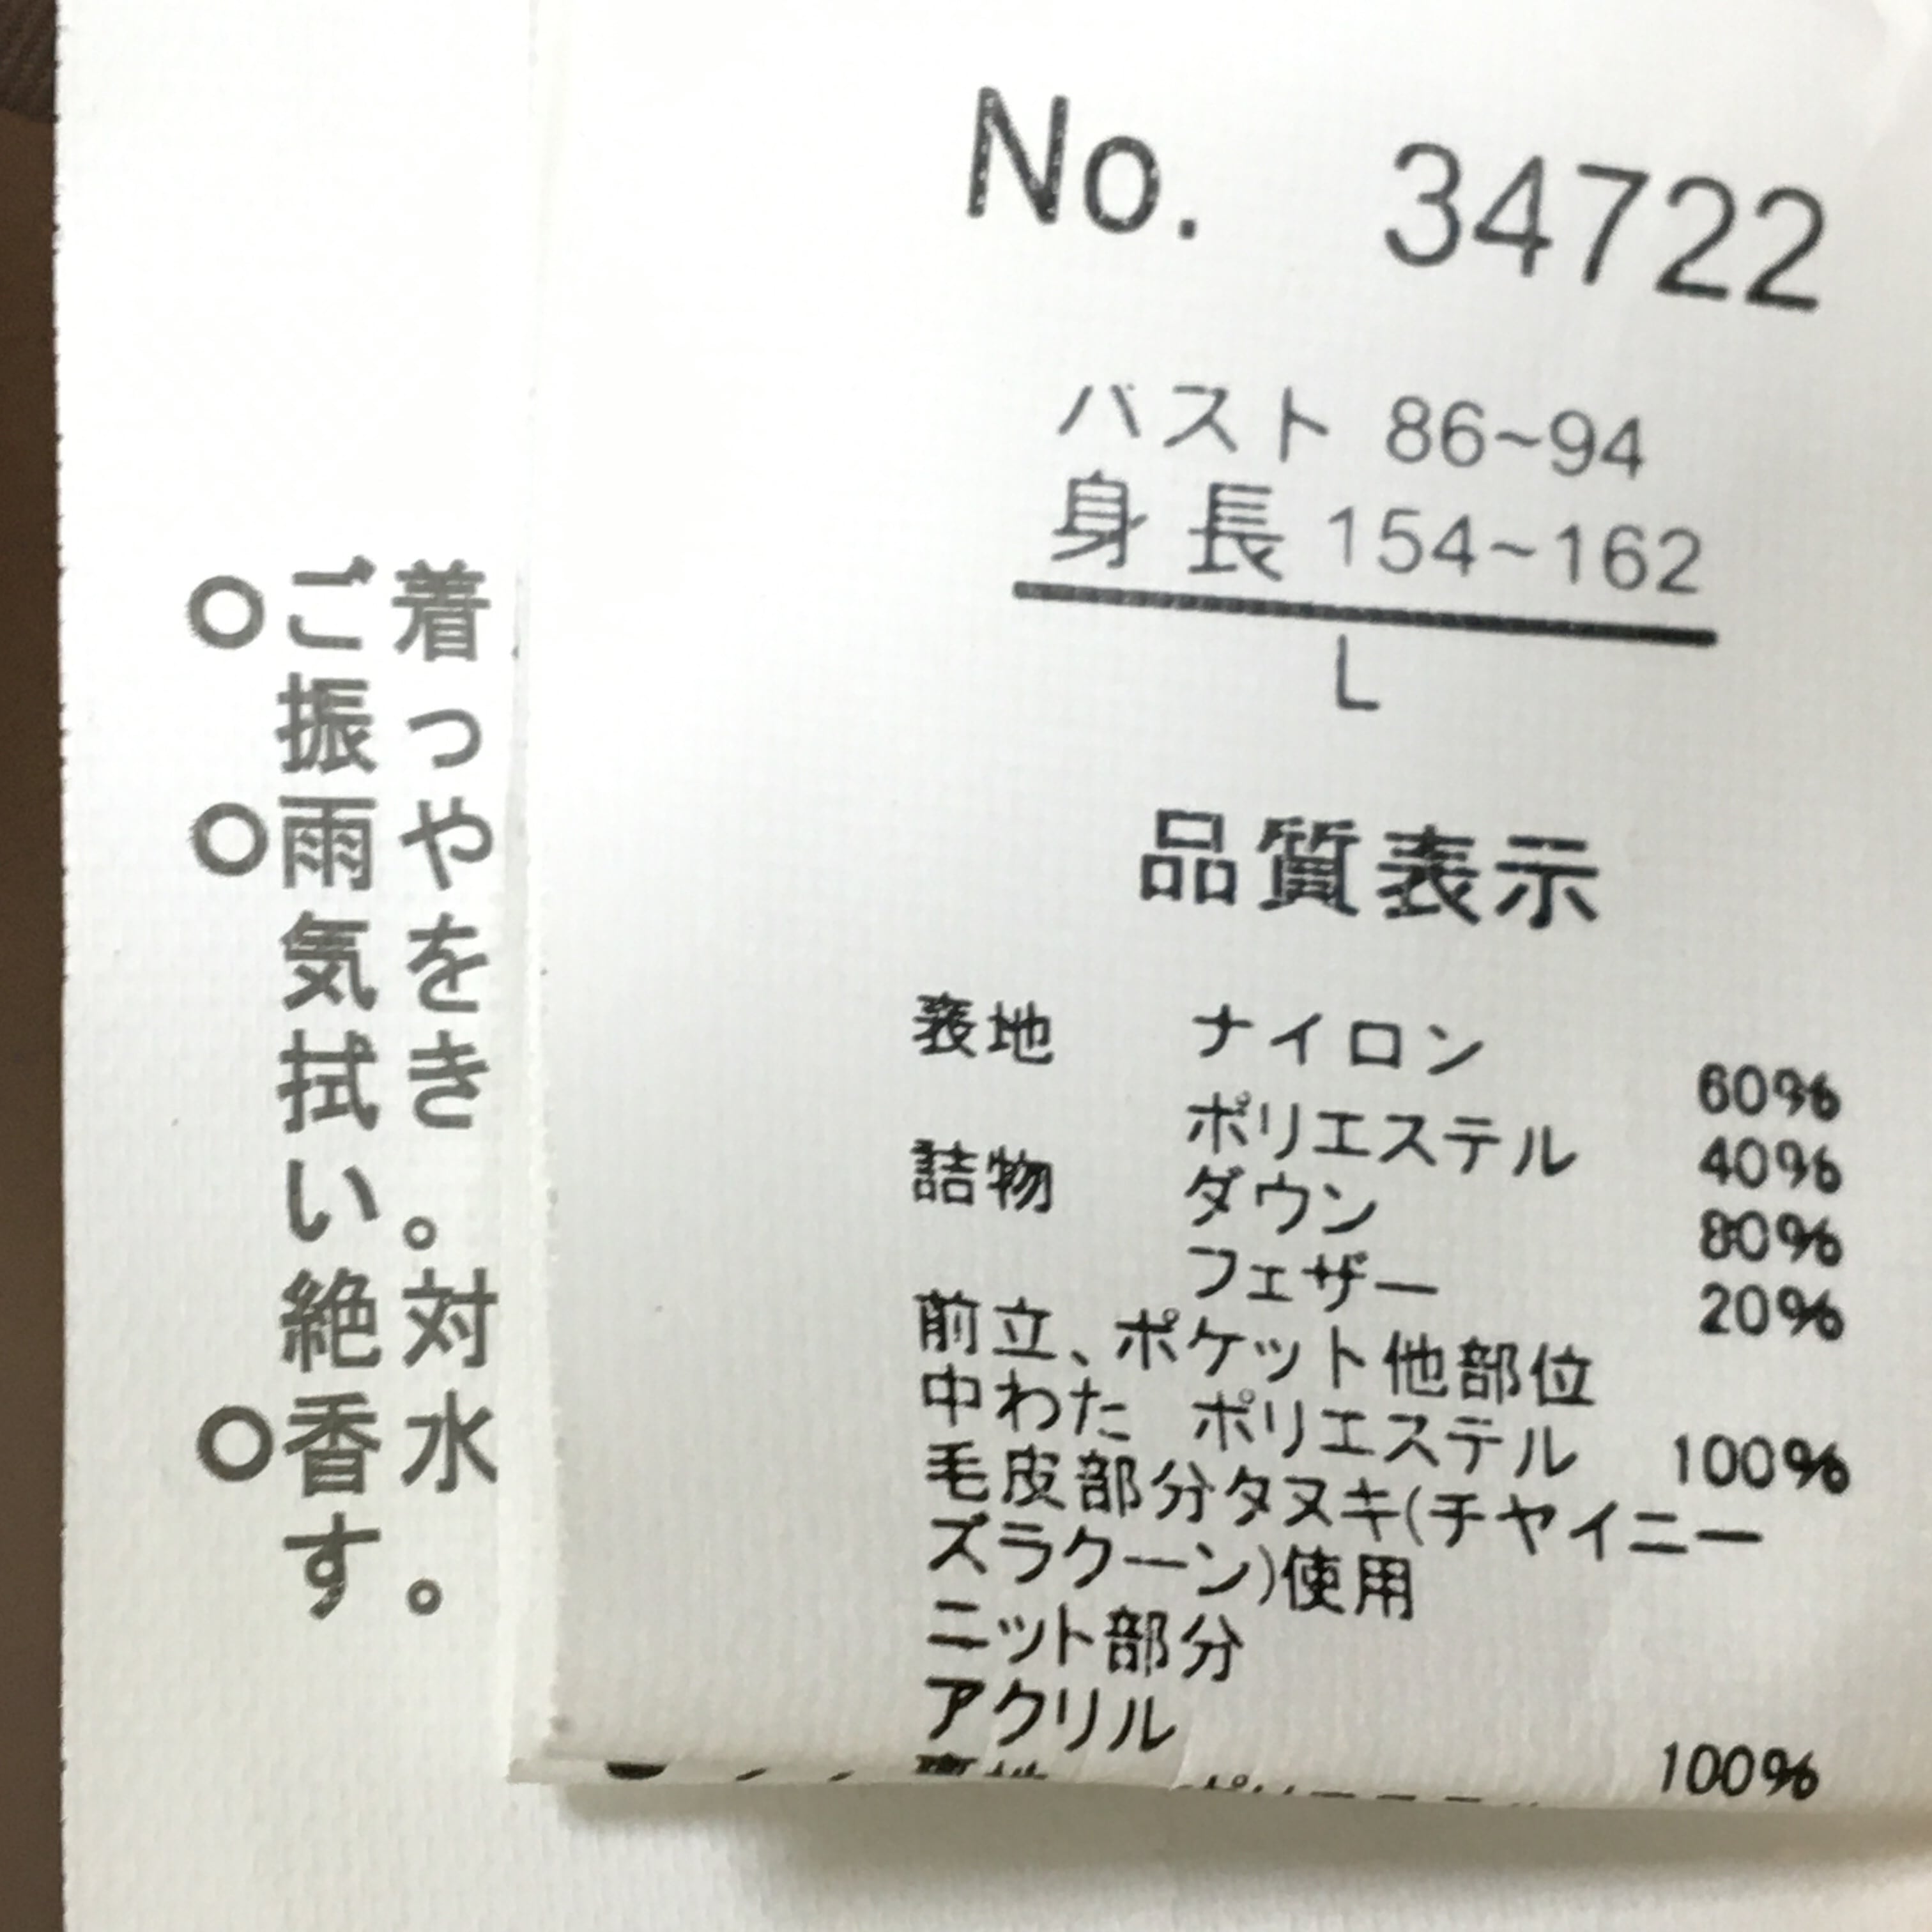 No. 34722
バスト 86~94
身長 154~162
L
品質表示
表地 ナイロン 60%
ポリエステル 40%
詰物 ダウン 80%
フェザー 20%
前立、ポケット他部位
中わた ポリエステル 100%
毛皮部分タヌキ(チヤイニー
ズラクーン)使用
ニット部分
アクリル 100%
着っやをき。対水。
ご振雨気拭い絶香す
○
○
○